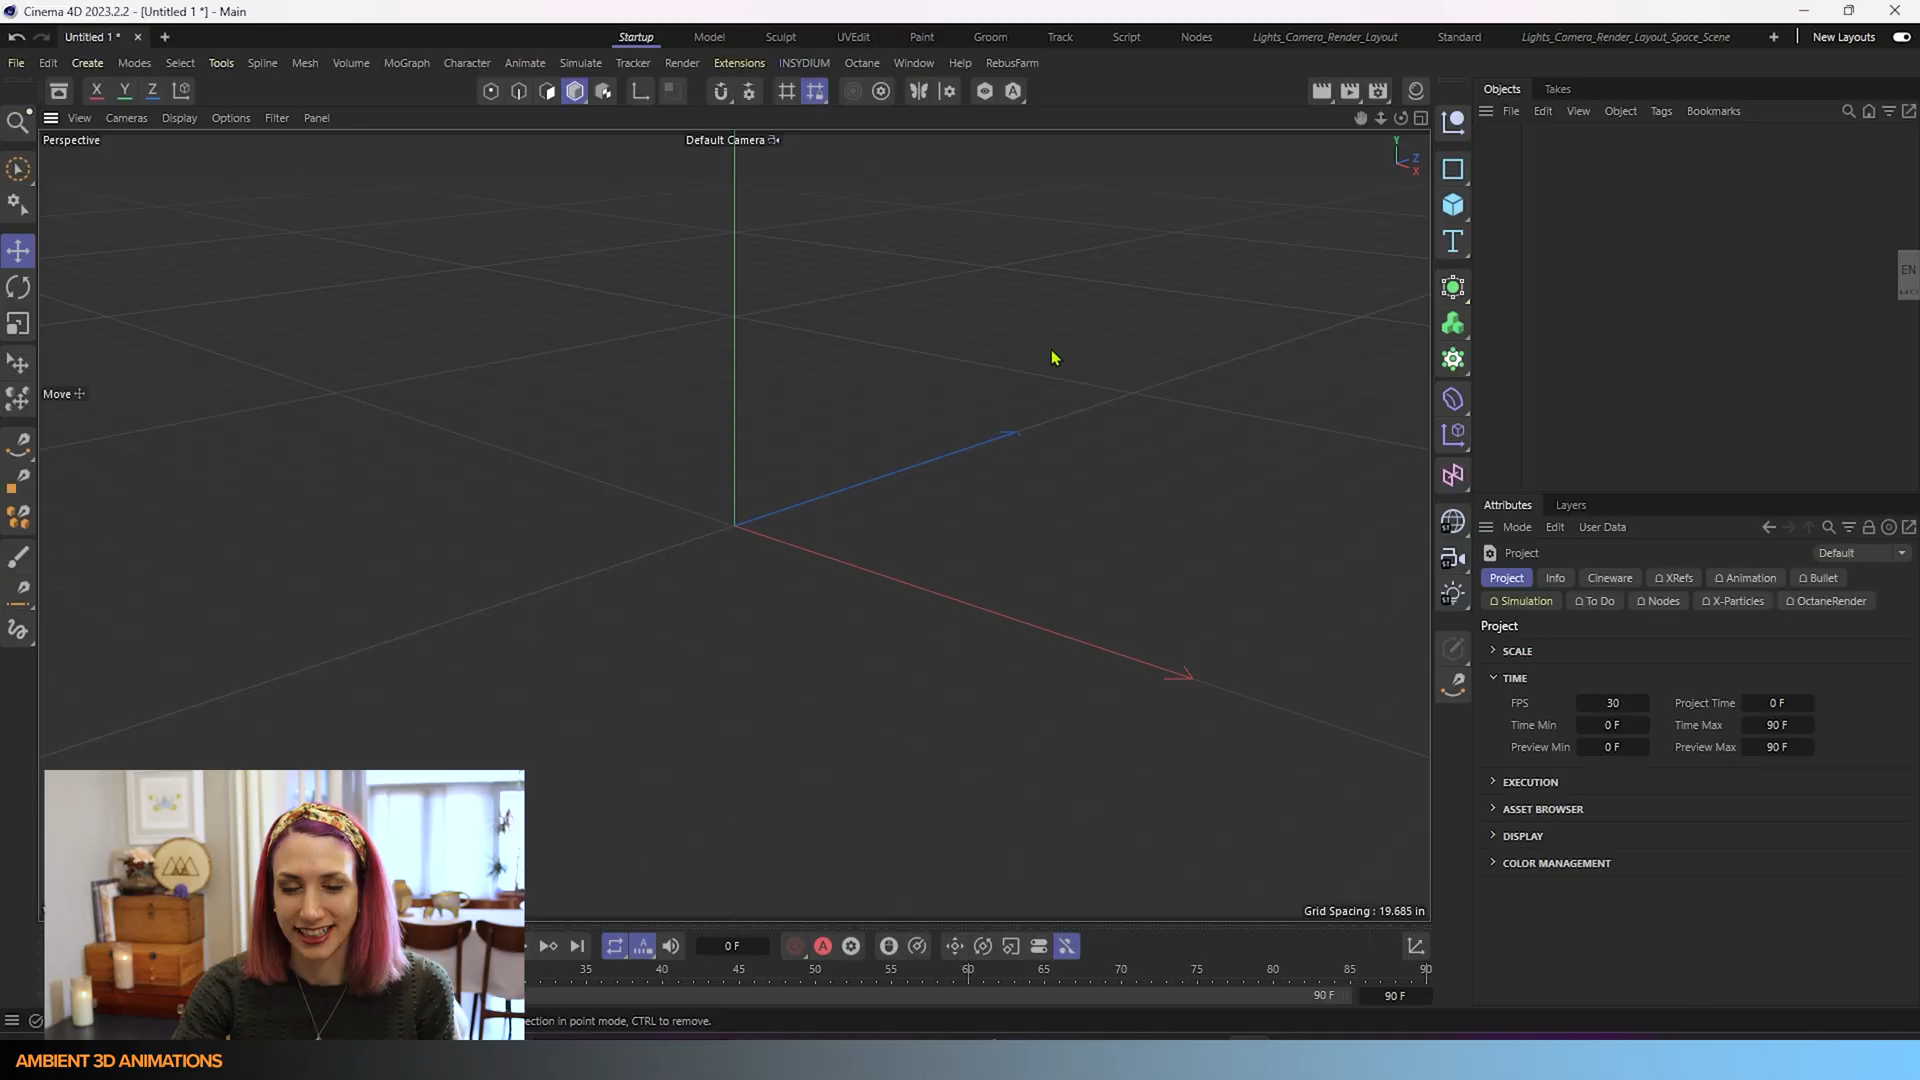 Cinema 4D 2023.2.2 - [Untitled 1 *] - Main
Untitled 1 *
Startup Model Sculpt UVEdit Paint Groom Track Script Nodes Lights_Camera_Render_Layout Standard Lights_Camera_Render_Layout_Space_Scene New Layouts
File Edit Create Modes Select Tools Spline Mesh Volume MoGraph Character Animate Simulate Tracker Render Extensions INSYDIUM Octane Window Help RebusFarm
X Y Z
Objects Takes
File Edit View Object Tags Bookmarks
View Cameras Display Options Filter Panel
Perspective
Default Camera
Y
Z
X
EN
Move
Attributes Layers
Mode Edit User Data
Project Default
Project Info Cineware XRefs Animation Bullet
Simulation To Do Nodes X-Particles OctaneRender
Project
SCALE
TIME
FPS 30 Project Time 0 F
Time Min 0 F Time Max 90 F
Preview Min 0 F Preview Max 90 F
EXECUTION
ASSET BROWSER
DISPLAY
COLOR MANAGEMENT
Grid Spacing : 19.685 in
0 F
35 40 45 50 55 60 65 70 75 80 85 90
90 F 90 F
ection in point mode, CTRL to remove.
AMBIENT 3D ANIMATIONS